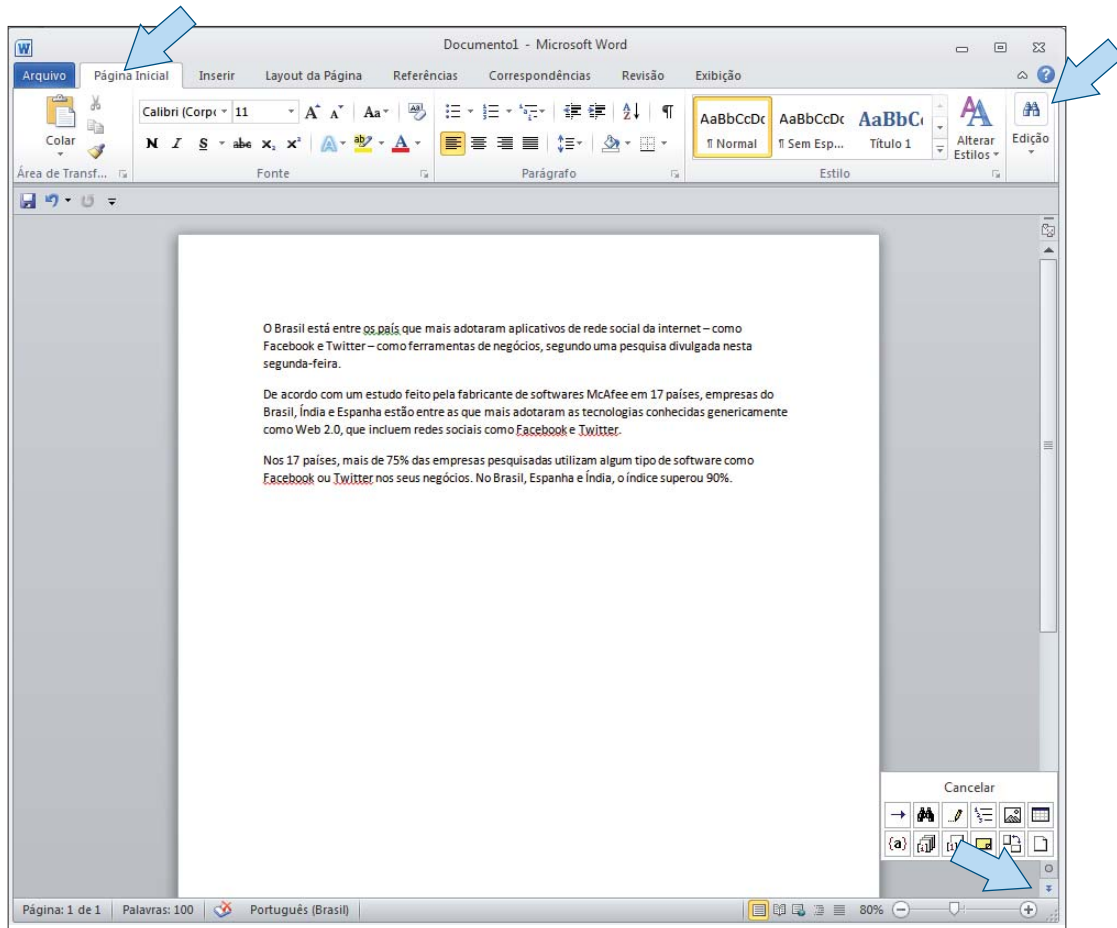 Documento1 - Microsoft Word
Arquivo Página Inicial Inserir Layout da Página Referências Correspondências Revisão Exibição
Calibri (Corpo 11 A A Aa
AaBbCcDc AaBbCcDc AaBbCc
Colar
N I S abc x₂ x² A ab A
¶ Normal ¶ Sem Esp... Título 1
Alterar Estilos
Edição
Área de Transf... Fonte Parágrafo Estilo
O Brasil está entre os país que mais adotaram aplicativos de rede social da internet – como
Facebook e Twitter – como ferramentas de negócios, segundo uma pesquisa divulgada nesta
segunda-feira.
De acordo com um estudo feito pela fabricante de softwares McAfee em 17 países, empresas do
Brasil, Índia e Espanha estão entre as que mais adotaram as tecnologias conhecidas genericamente
como Web 2.0, que incluem redes sociais como Facebook e Twitter.
Nos 17 países, mais de 75% das empresas pesquisadas utilizam algum tipo de software como
Facebook ou Twitter nos seus negócios. No Brasil, Espanha e Índia, o índice superou 90%.
Cancelar
{a}
Página: 1 de 1 Palavras: 100 Português (Brasil) 80%